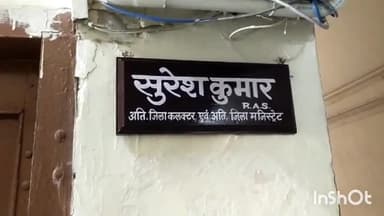 सुरेश कुमार
R.A.S.
अति. जिला कलक्टर, एवं अति. जिला मजिस्ट्रेट
InShOt